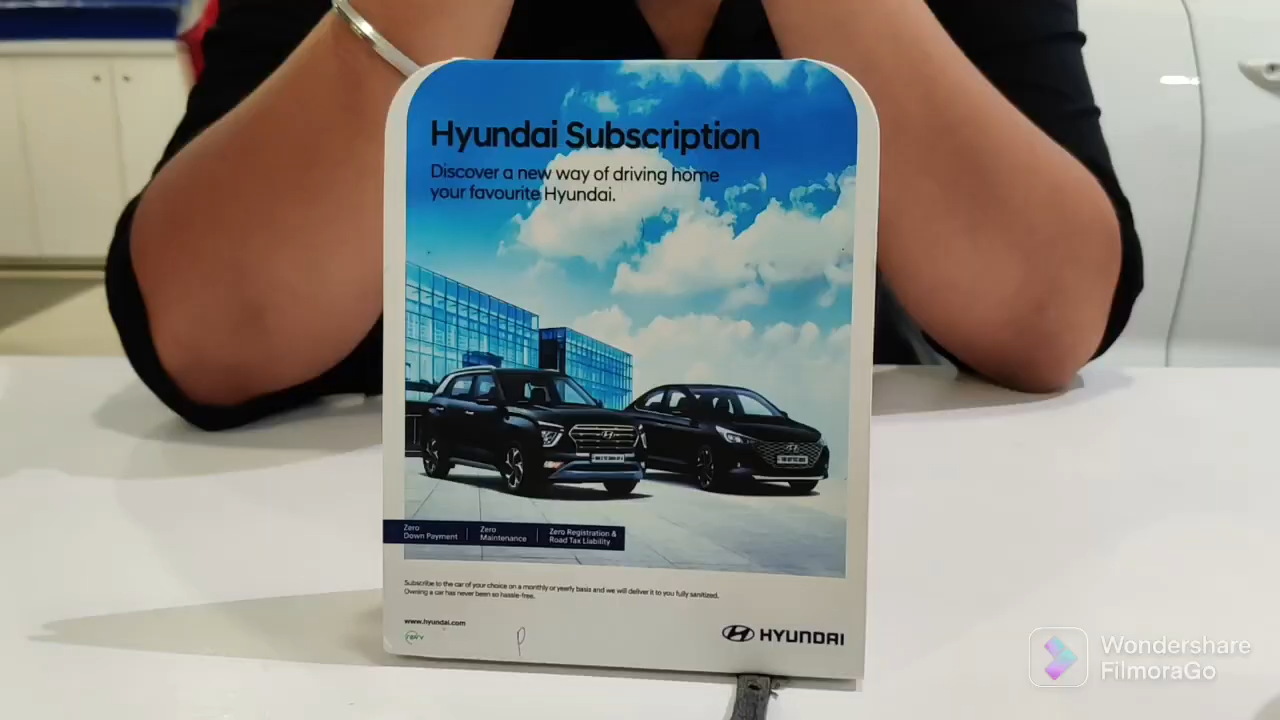 Hyundai Subscription
Discover a new way of driving home
your favourite Hyundai.
Zero
Down Payment
Zero
Maintenance
Zero Registration &
Road Tax Liability
Subscribe to the car of your choice on a monthly or yearly basis and we will deliver it to you fully sanitized.
Owning a car has never been so hassle-free.
www.hyundai.com
P
HYUNDAI
Wondershare
FilmoraGo